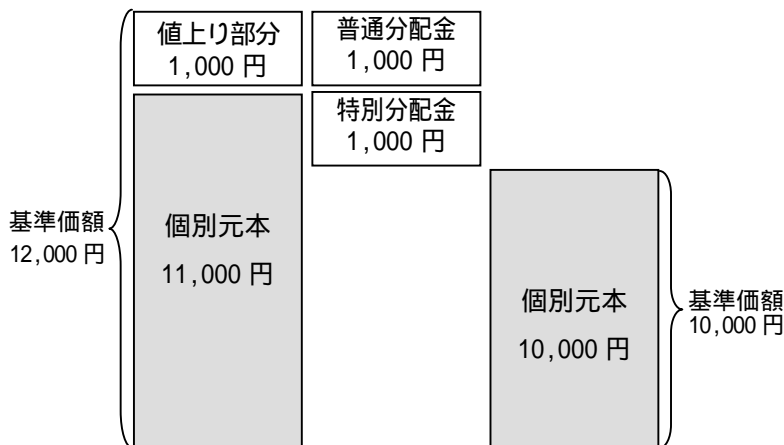 値上り部分
1,000 円
普通分配金
1,000 円
特別分配金
1,000 円
基準価額
12,000 円
個別元本
11,000 円
個別元本
10,000 円
基準価額
10,000 円